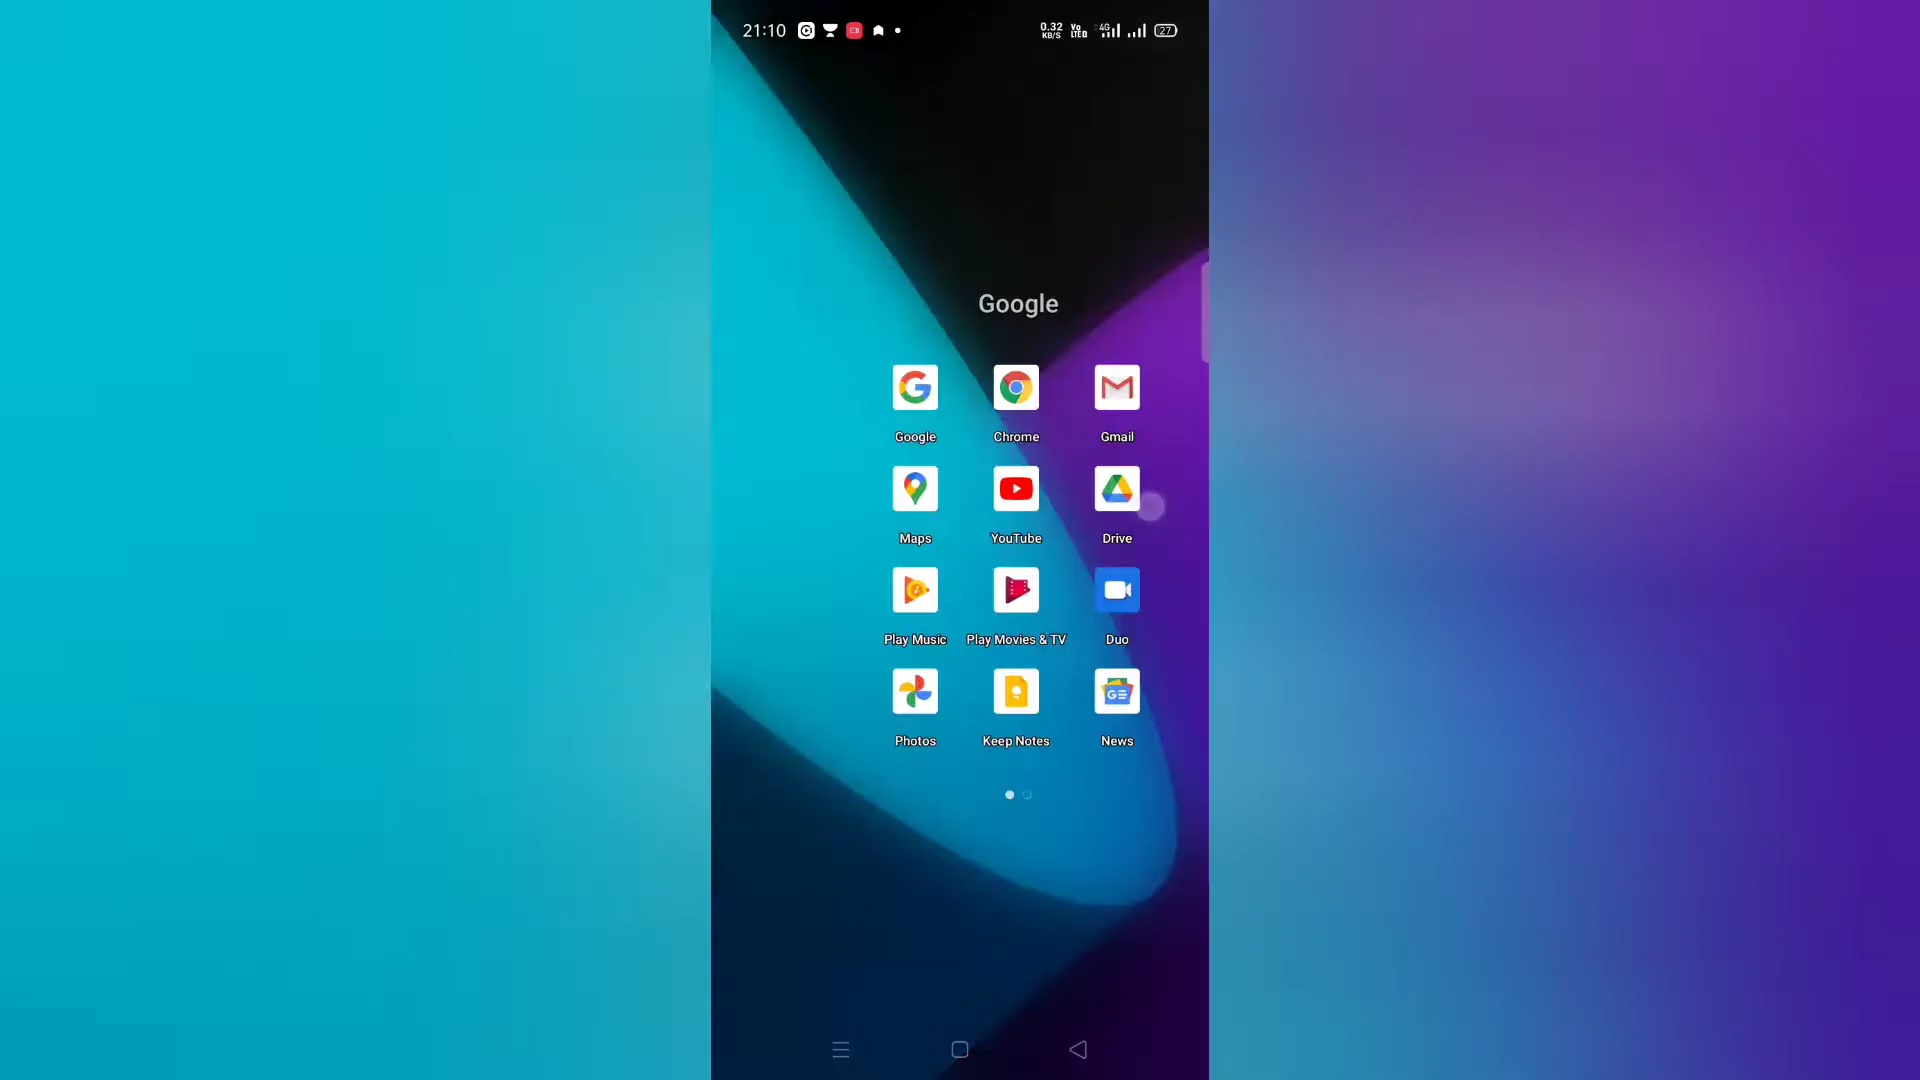 21:10 0.32 KB/S Vo LTE 4G 27
Google
Google Chrome Gmail
Maps YouTube Drive
Play Music Play Movies & TV Duo
Photos Keep Notes News